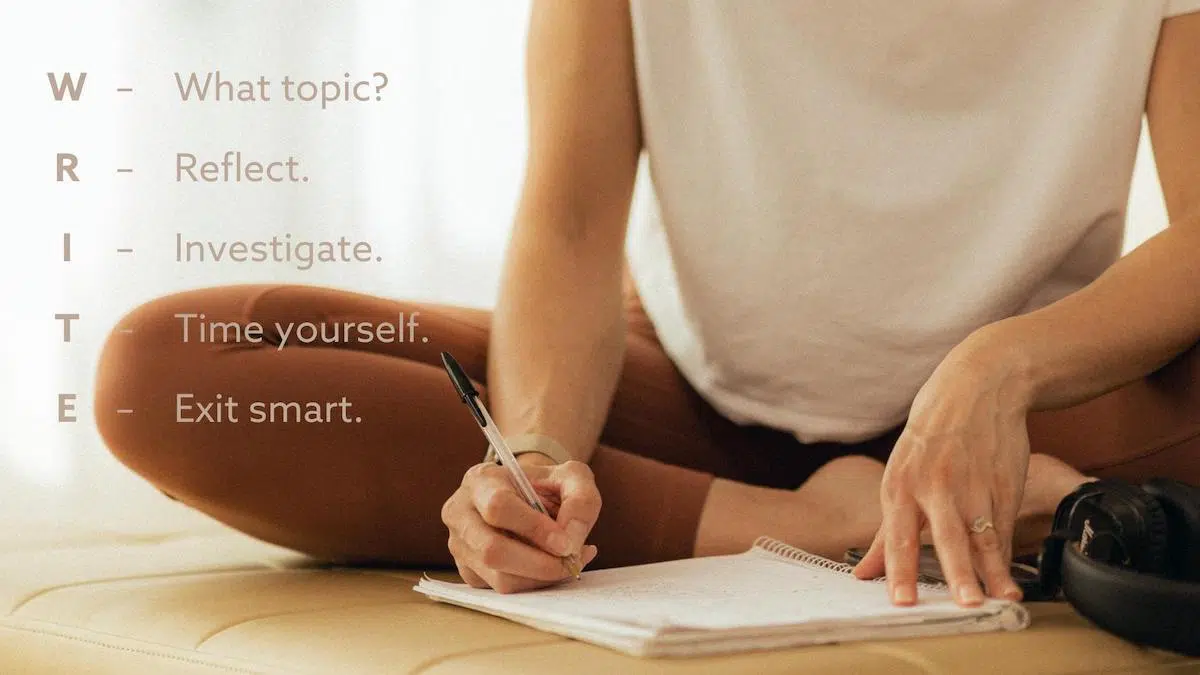 W – What topic?
R – Reflect.
I – Investigate.
T – Time yourself.
E – Exit smart.